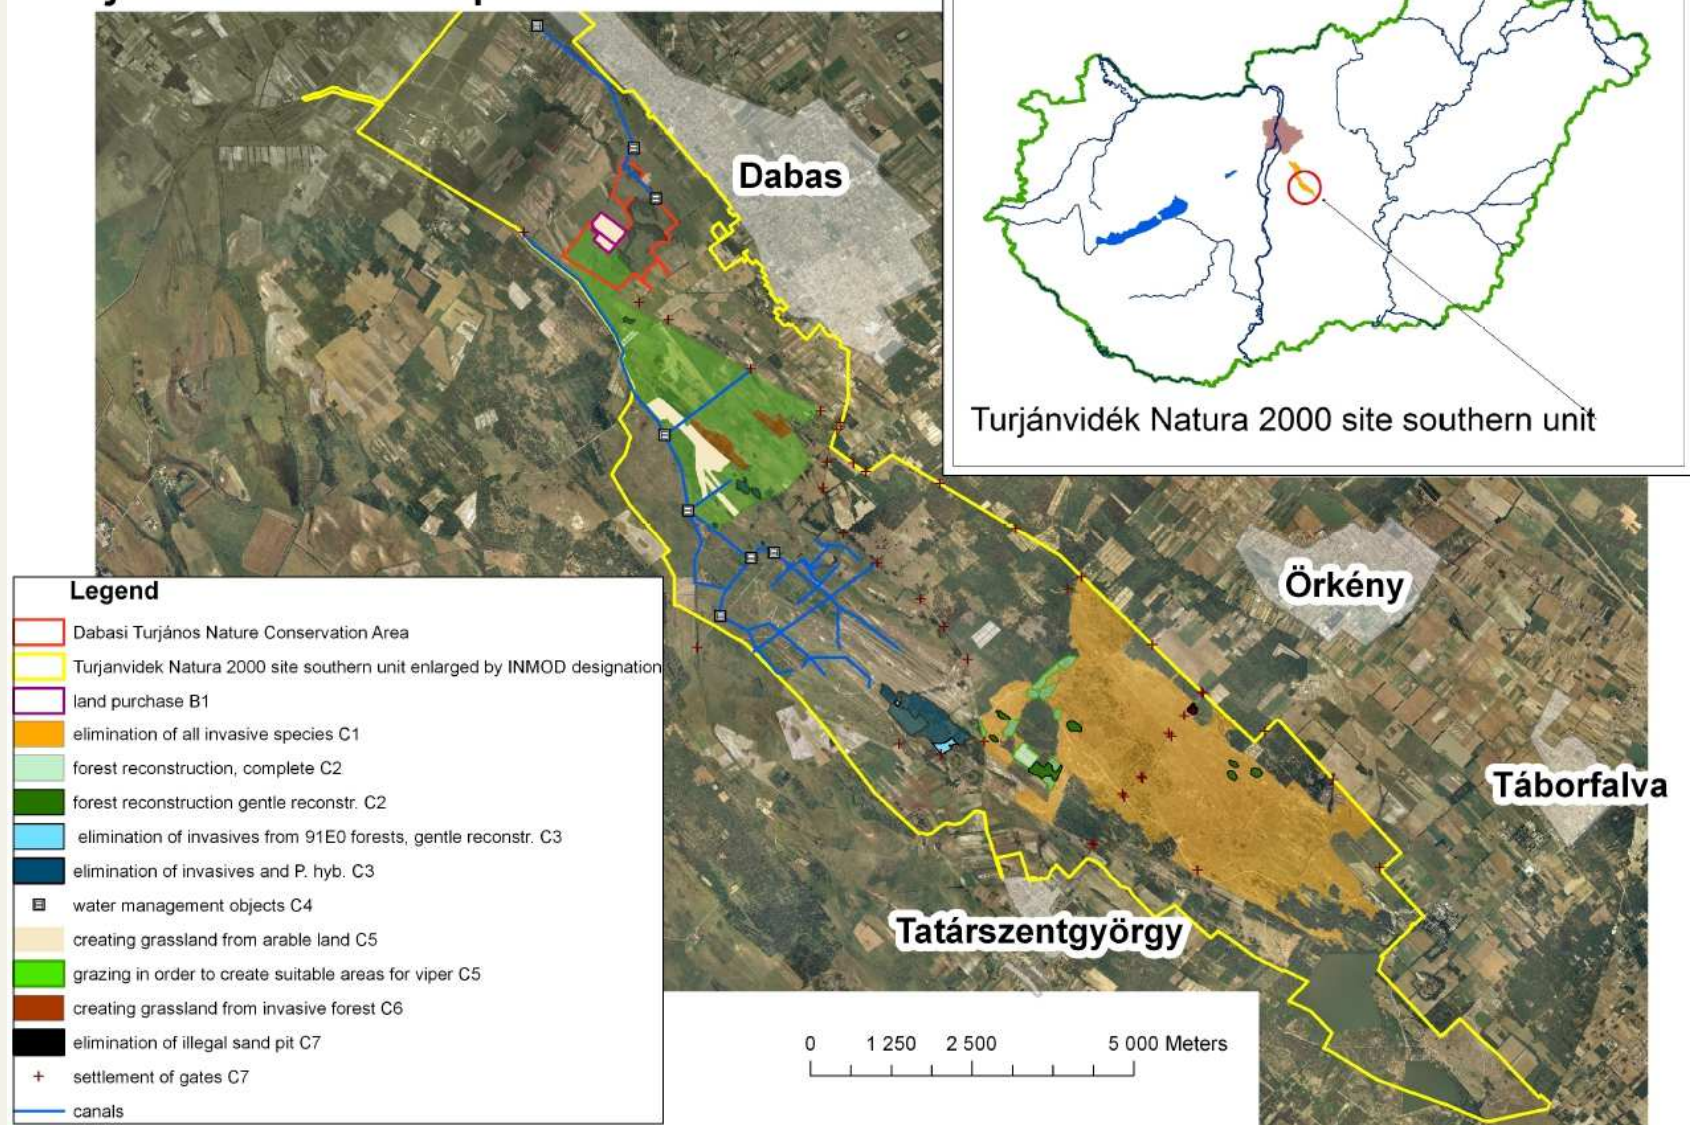 Dabas
Turjánvidék Natura 2000 site southern unit
Örkény
Táborfalva
Tatárszentgyörgy
Legend
Dabasi Turjános Nature Conservation Area
Turjanvidek Natura 2000 site southern unit enlarged by INMOD designation
land purchase B1
elimination of all invasive species C1
forest reconstruction, complete C2
forest reconstruction gentle reconstr. C2
elimination of invasives from 91E0 forests, gentle reconstr. C3
elimination of invasives and P. hyb. C3
water management objects C4
creating grassland from arable land C5
grazing in order to create suitable areas for viper C5
creating grassland from invasive forest C6
elimination of illegal sand pit C7
settlement of gates C7
canals
0 1 250 2 500 5 000 Meters